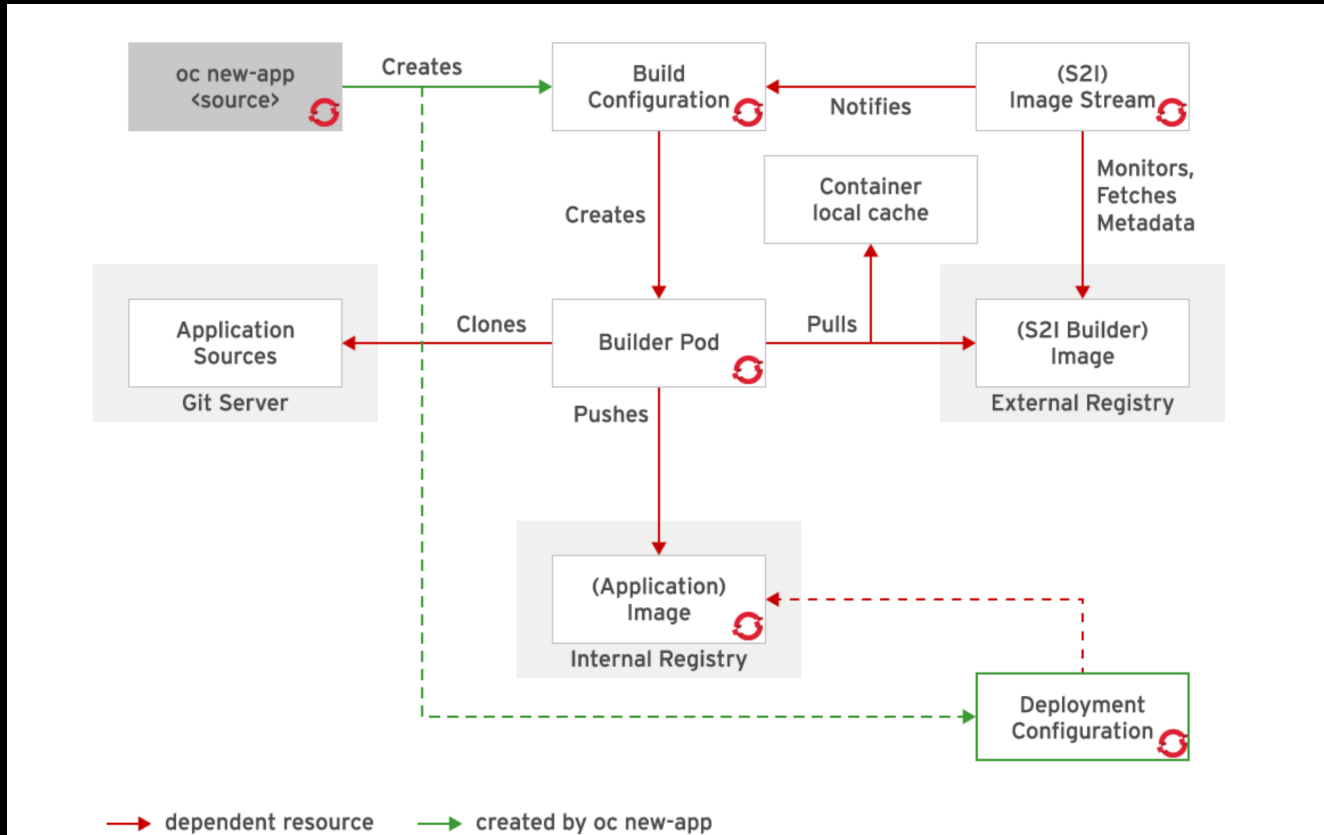 oc new-app
<source>
Creates
Build
Configuration
Notifies
(S2I)
Image Stream
Container
local cache
Monitors,
Fetches
Metadata
Creates
Application
Sources
Git Server
Clones
Builder Pod
Pulls
(S2I Builder)
Image
External Registry
Pushes
(Application)
Image
Internal Registry
Deployment
Configuration
dependent resource
created by oc new-app